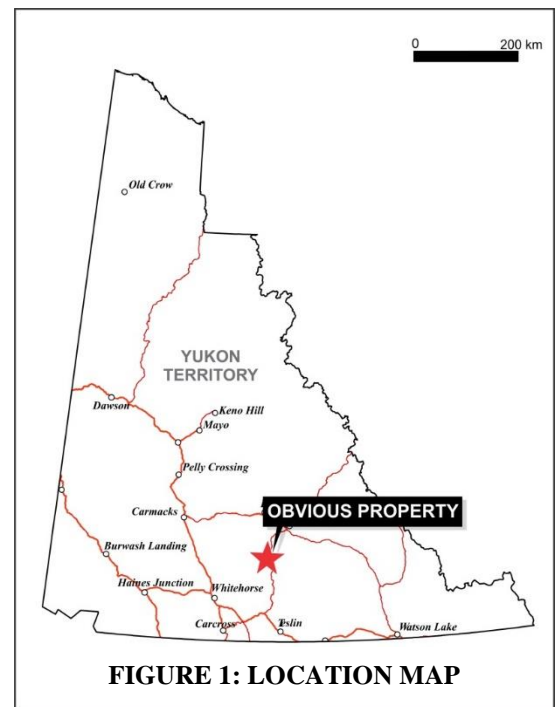 0 200 km
Old Crow
YUKON
TERRITORY
Dawson
Keno Hill
Mayo
Pelly Crossing
OBVIOUS PROPERTY
Carmacks
Burwash Landing
Haines Junction
Whitehorse
Carcross
Teslin
Watson Lake
FIGURE 1: LOCATION MAP